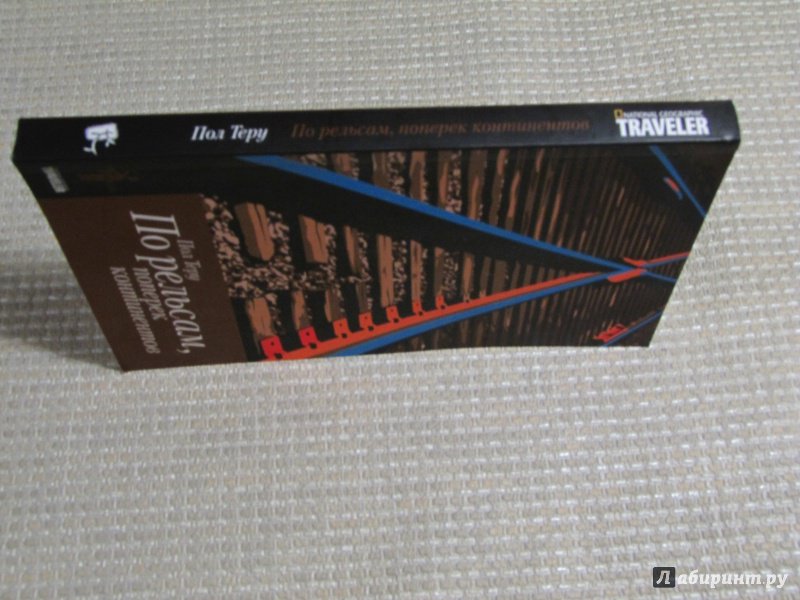 Пол Теру По рельсам, поперек континентов
NATIONAL GEOGRAPHIC
TRAVELER
Пол Теру
По рельсам,
поперек
континентов
Лабиринт.ру